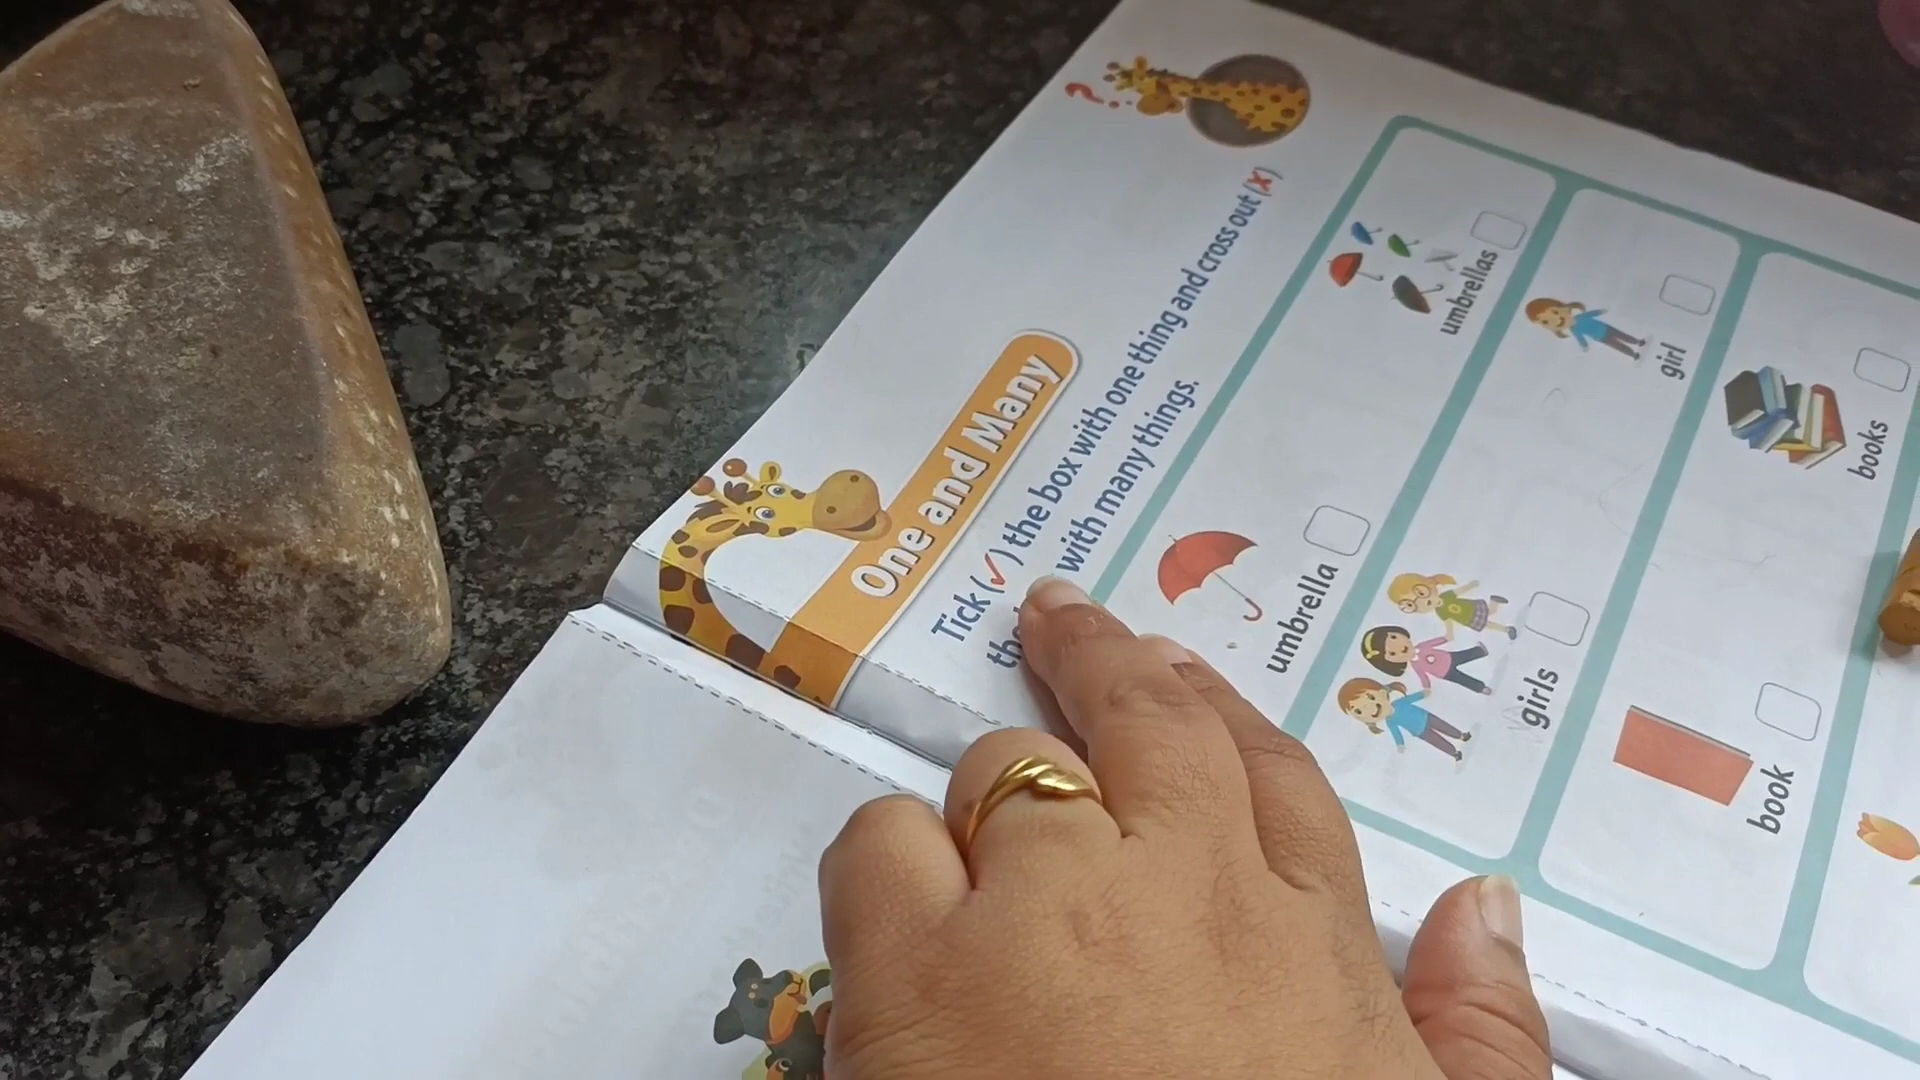 One and Many
Tick (✓) the box with one thing and cross out (X)
with many things.
umbrella
umbrellas
girls
girl
book
books